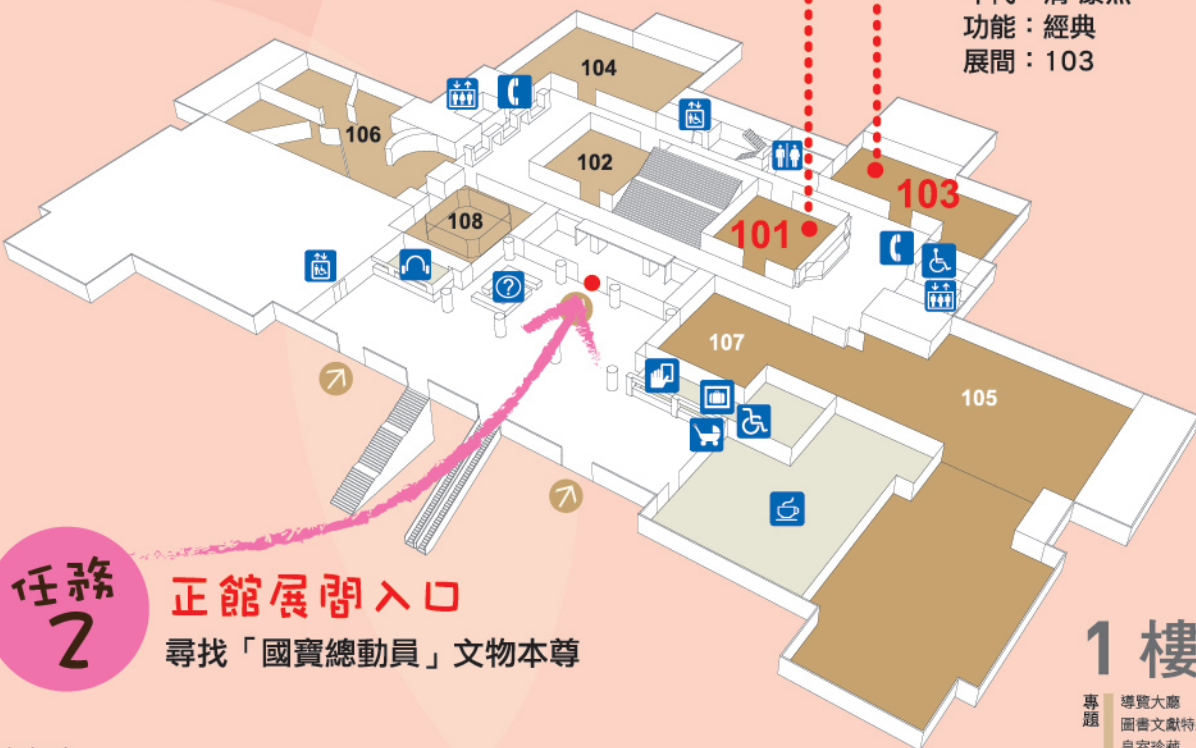 功能：經典
展間：103
104
106
102
103
108
101
107
105
任務
2
正館展間入口
尋找「國寶總動員」文物本尊
1 樓
專題
導覽大廳
圖書文獻特